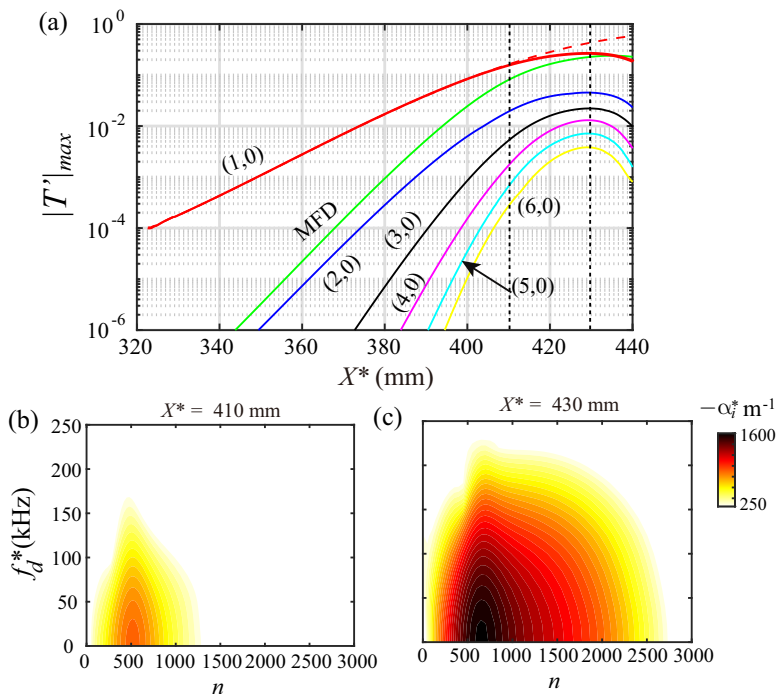 (a)
10^0
10^-2
10^-4
10^-6
|T'|max
(1,0)
MFD
(2,0)
(3,0)
(4,0)
(5,0)
(6,0)
320 340 360 380 400 420 440
X* (mm)
(b)
X* = 410 mm
250
200
150
100
50
0
f_d*(kHz)
0 500 1000 1500 2000 2500 3000
n
(c)
X* = 430 mm
0 500 1000 1500 2000 2500 3000
n
−α_i* m^-1
1600
250